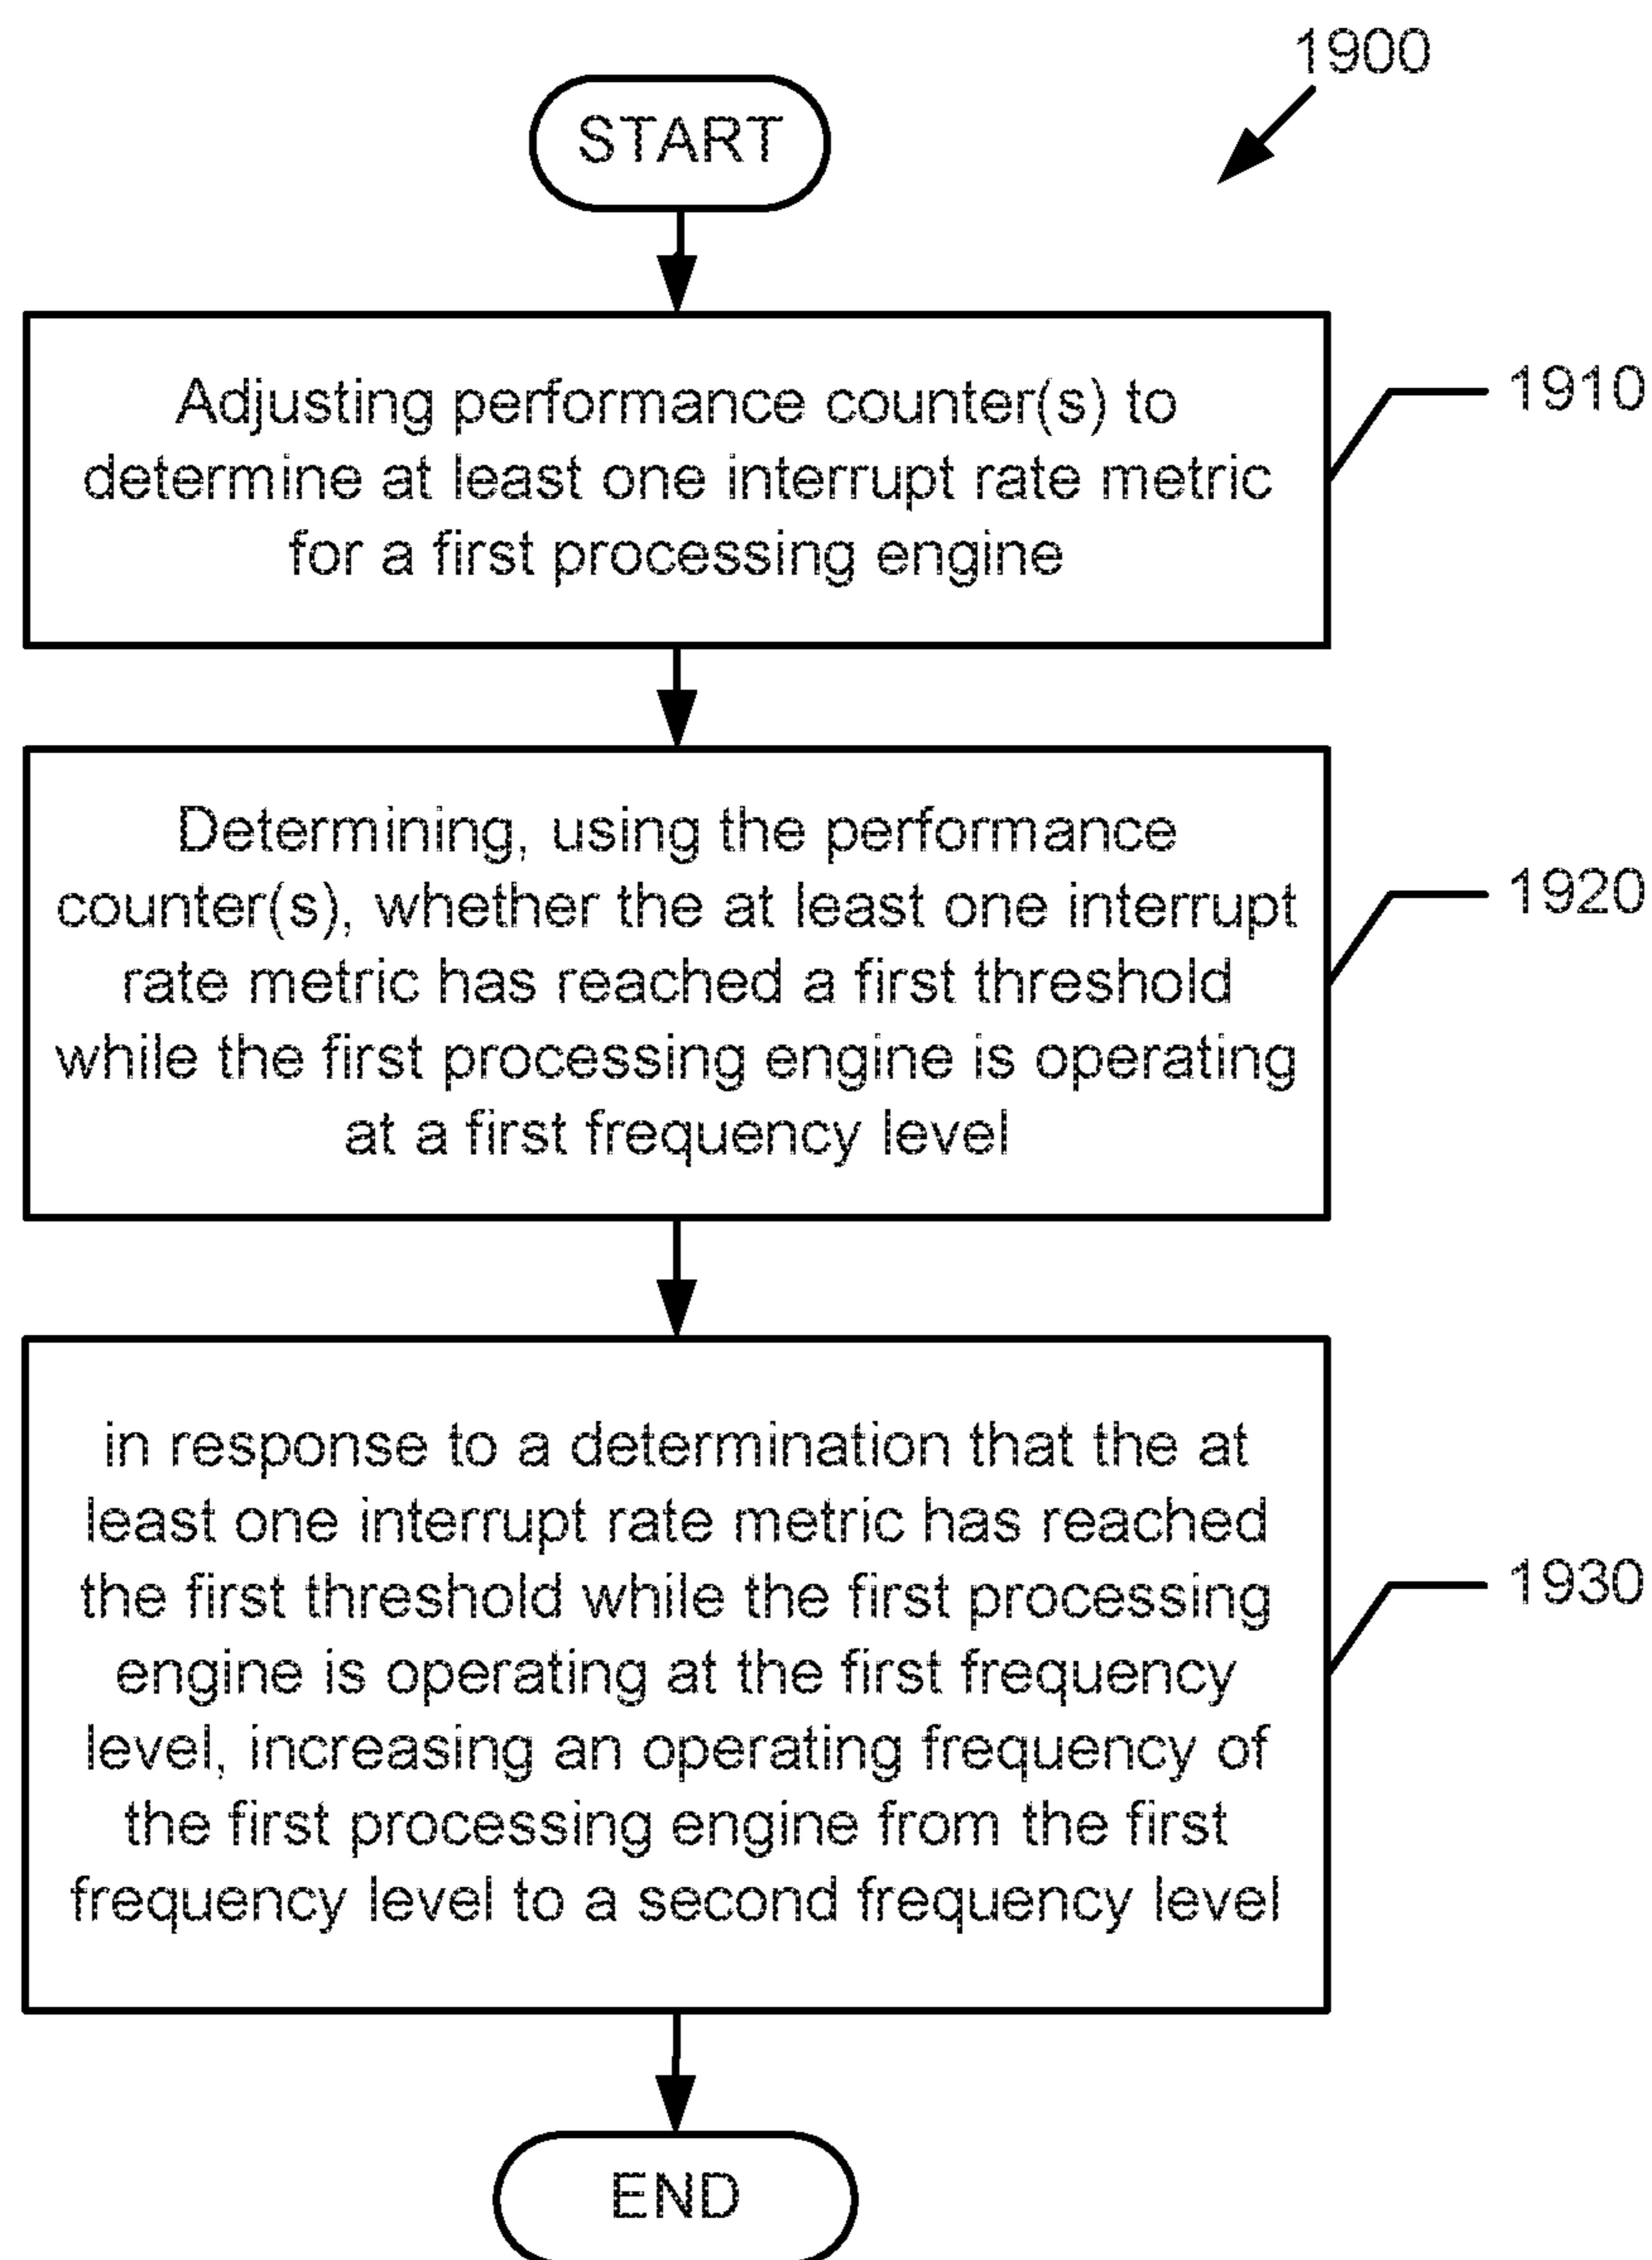 1900
START
Adjusting performance counter(s) to
determine at least one interrupt rate metric
for a first processing engine
1910
Determining, using the performance
counter(s), whether the at least one interrupt
rate metric has reached a first threshold
while the first processing engine is operating
at a first frequency level
1920
in response to a determination that the at
least one interrupt rate metric has reached
the first threshold while the first processing
engine is operating at the first frequency
level, increasing an operating frequency of
the first processing engine from the first
frequency level to a second frequency level
1930
END